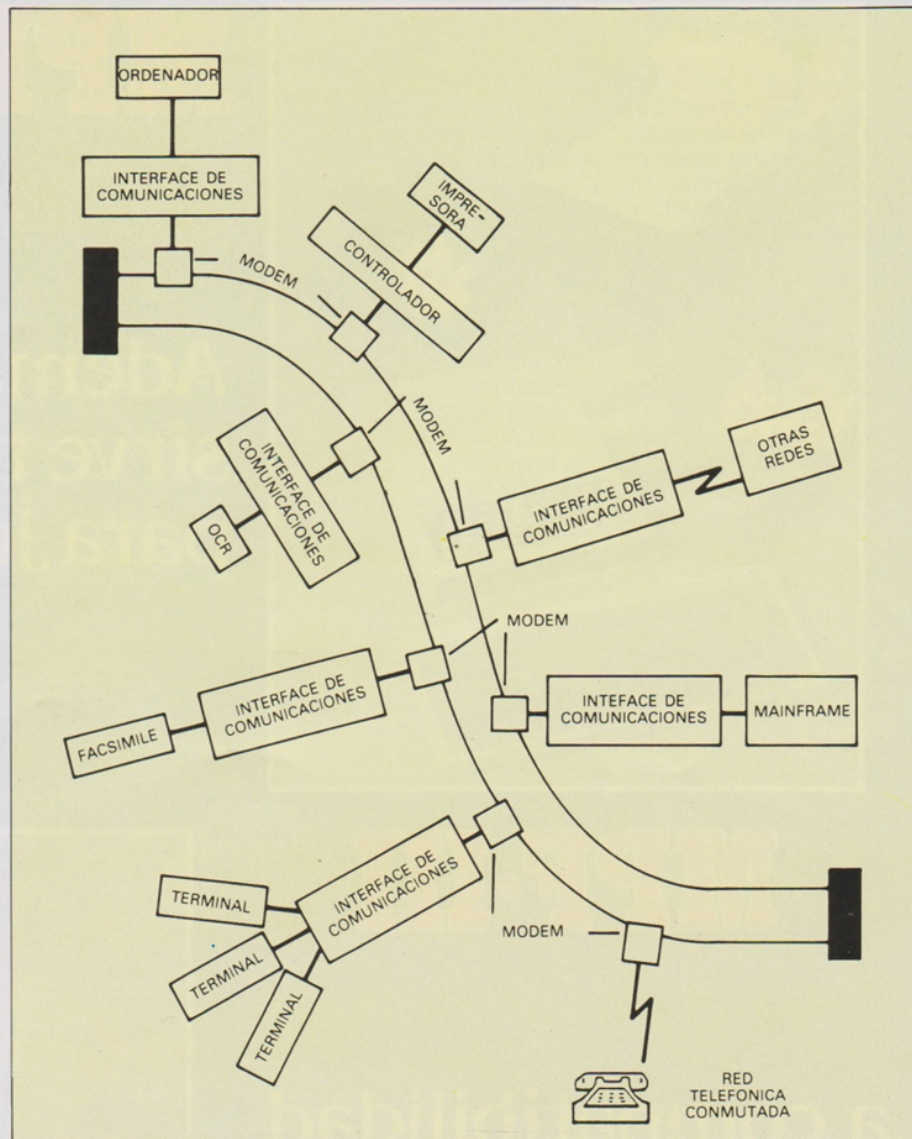 ORDENADOR
INTERFACE DE
COMUNICACIONES
MODEM
IMPRE-
SORA
CONTROLADOR
MODEM
INTERFACE DE
COMUNICACIONES
OCR
INTERFACE DE
COMUNICACIONES
OTRAS
REDES
MODEM
INTERFACE DE
COMUNICACIONES
FACSIMILE
INTEFACE DE
COMUNICACIONES
MAINFRAME
INTERFACE DE
COMUNICACIONES
TERMINAL
TERMINAL
TERMINAL
MODEM
RED
TELEFONICA
CONMUTADA